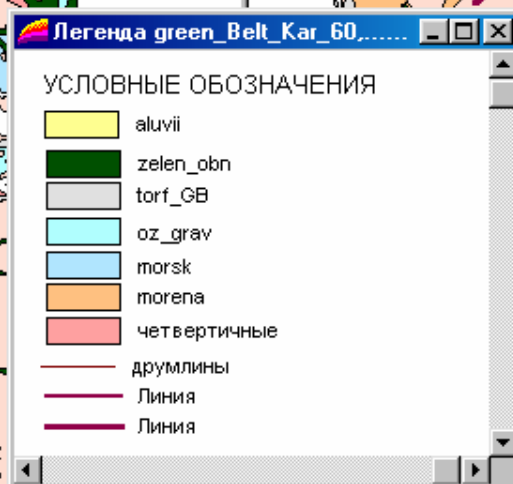 Легенда green_Belt_Kar_60,......
УСЛОВНЫЕ ОБОЗНАЧЕНИЯ
aluvii
zelen_obn
torf_GB
oz_grav
morsk
morena
четвертичные
друмлины
Линия
Линия